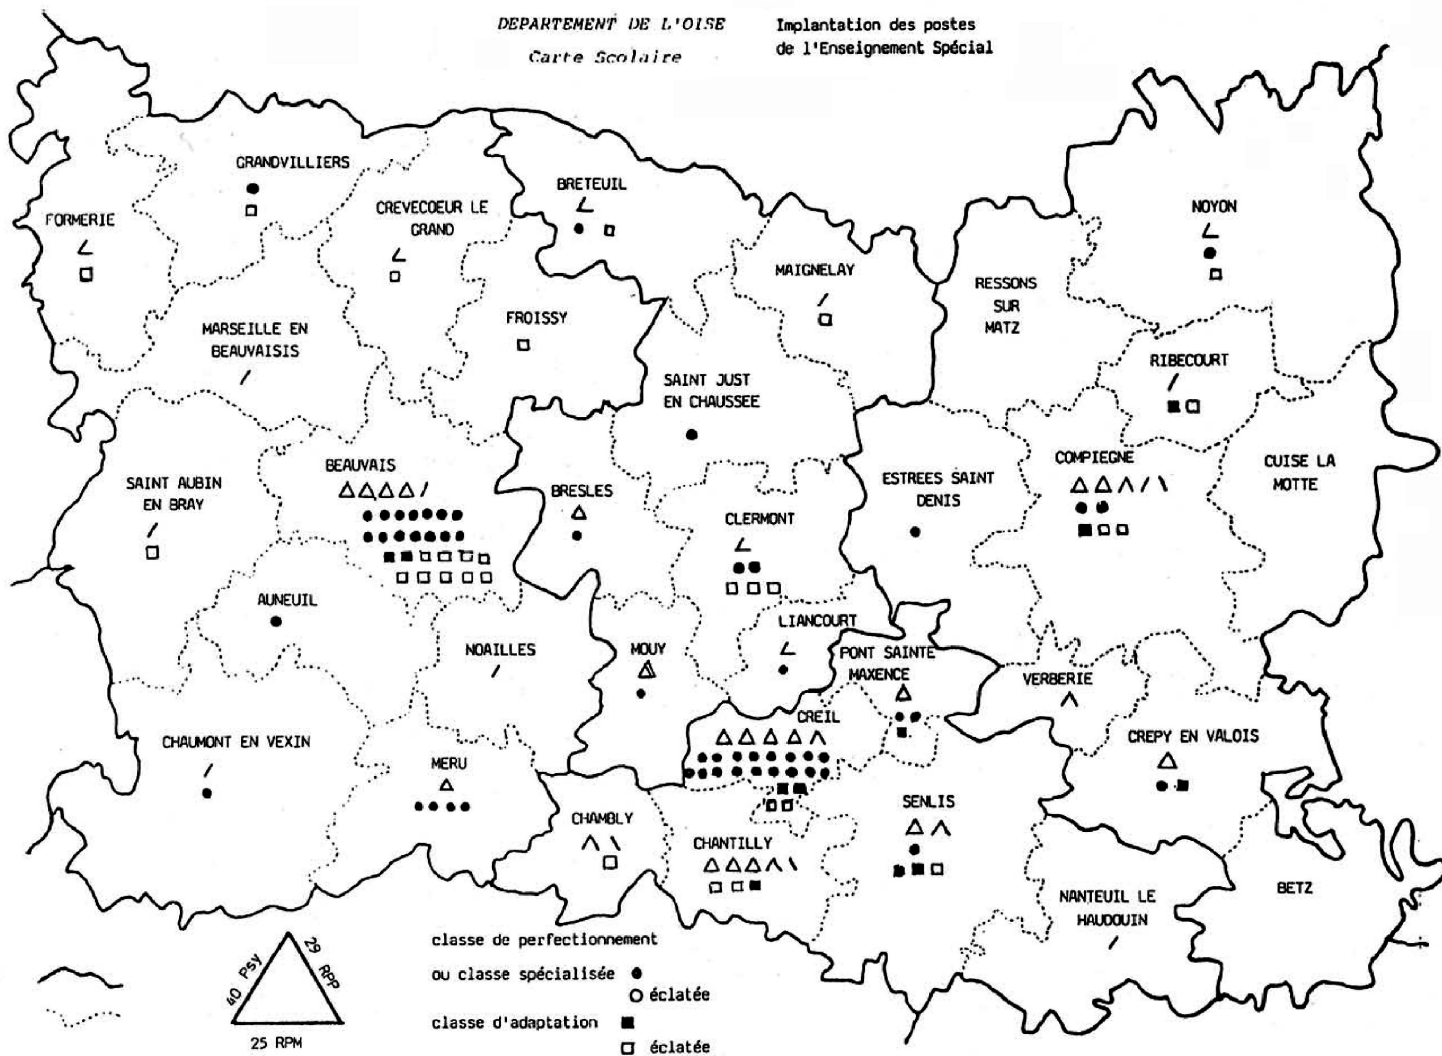 DEPARTEMENT DE L'OISE
Carte Scolaire
Implantation des postes
de l'Enseignement Spécial
GRANDVILLIERS
FORMERIE
CREVECOEUR LE
GRAND
BRETEUIL
NOYON
MAIGNELAY
RESSONS
SUR
MATZ
FROISSY
MARSEILLE EN
BEAUVAISIS
RIBECOURT
SAINT JUST
EN CHAUSSEE
BEAUVAIS
SAINT AUBIN
EN BRAY
BRESLES
CLERMONT
ESTREES SAINT
DENIS
COMPIEGNE
CUISE LA
MOTTE
AUNEUIL
NOAILLES
MOUY
LIANCOURT
PONT SAINTE
MAXENCE
VERBERIE
CREIL
CHAUMONT EN VEXIN
MERU
CREPY EN VALOIS
CHAMBLY
CHANTILLY
SENLIS
NANTEUIL LE
HAUDOUIN
BETZ
40 Psy
29 RPP
25 RPM
classe de perfectionnement
ou classe spécialisée
éclatée
classe d'adaptation
éclatée